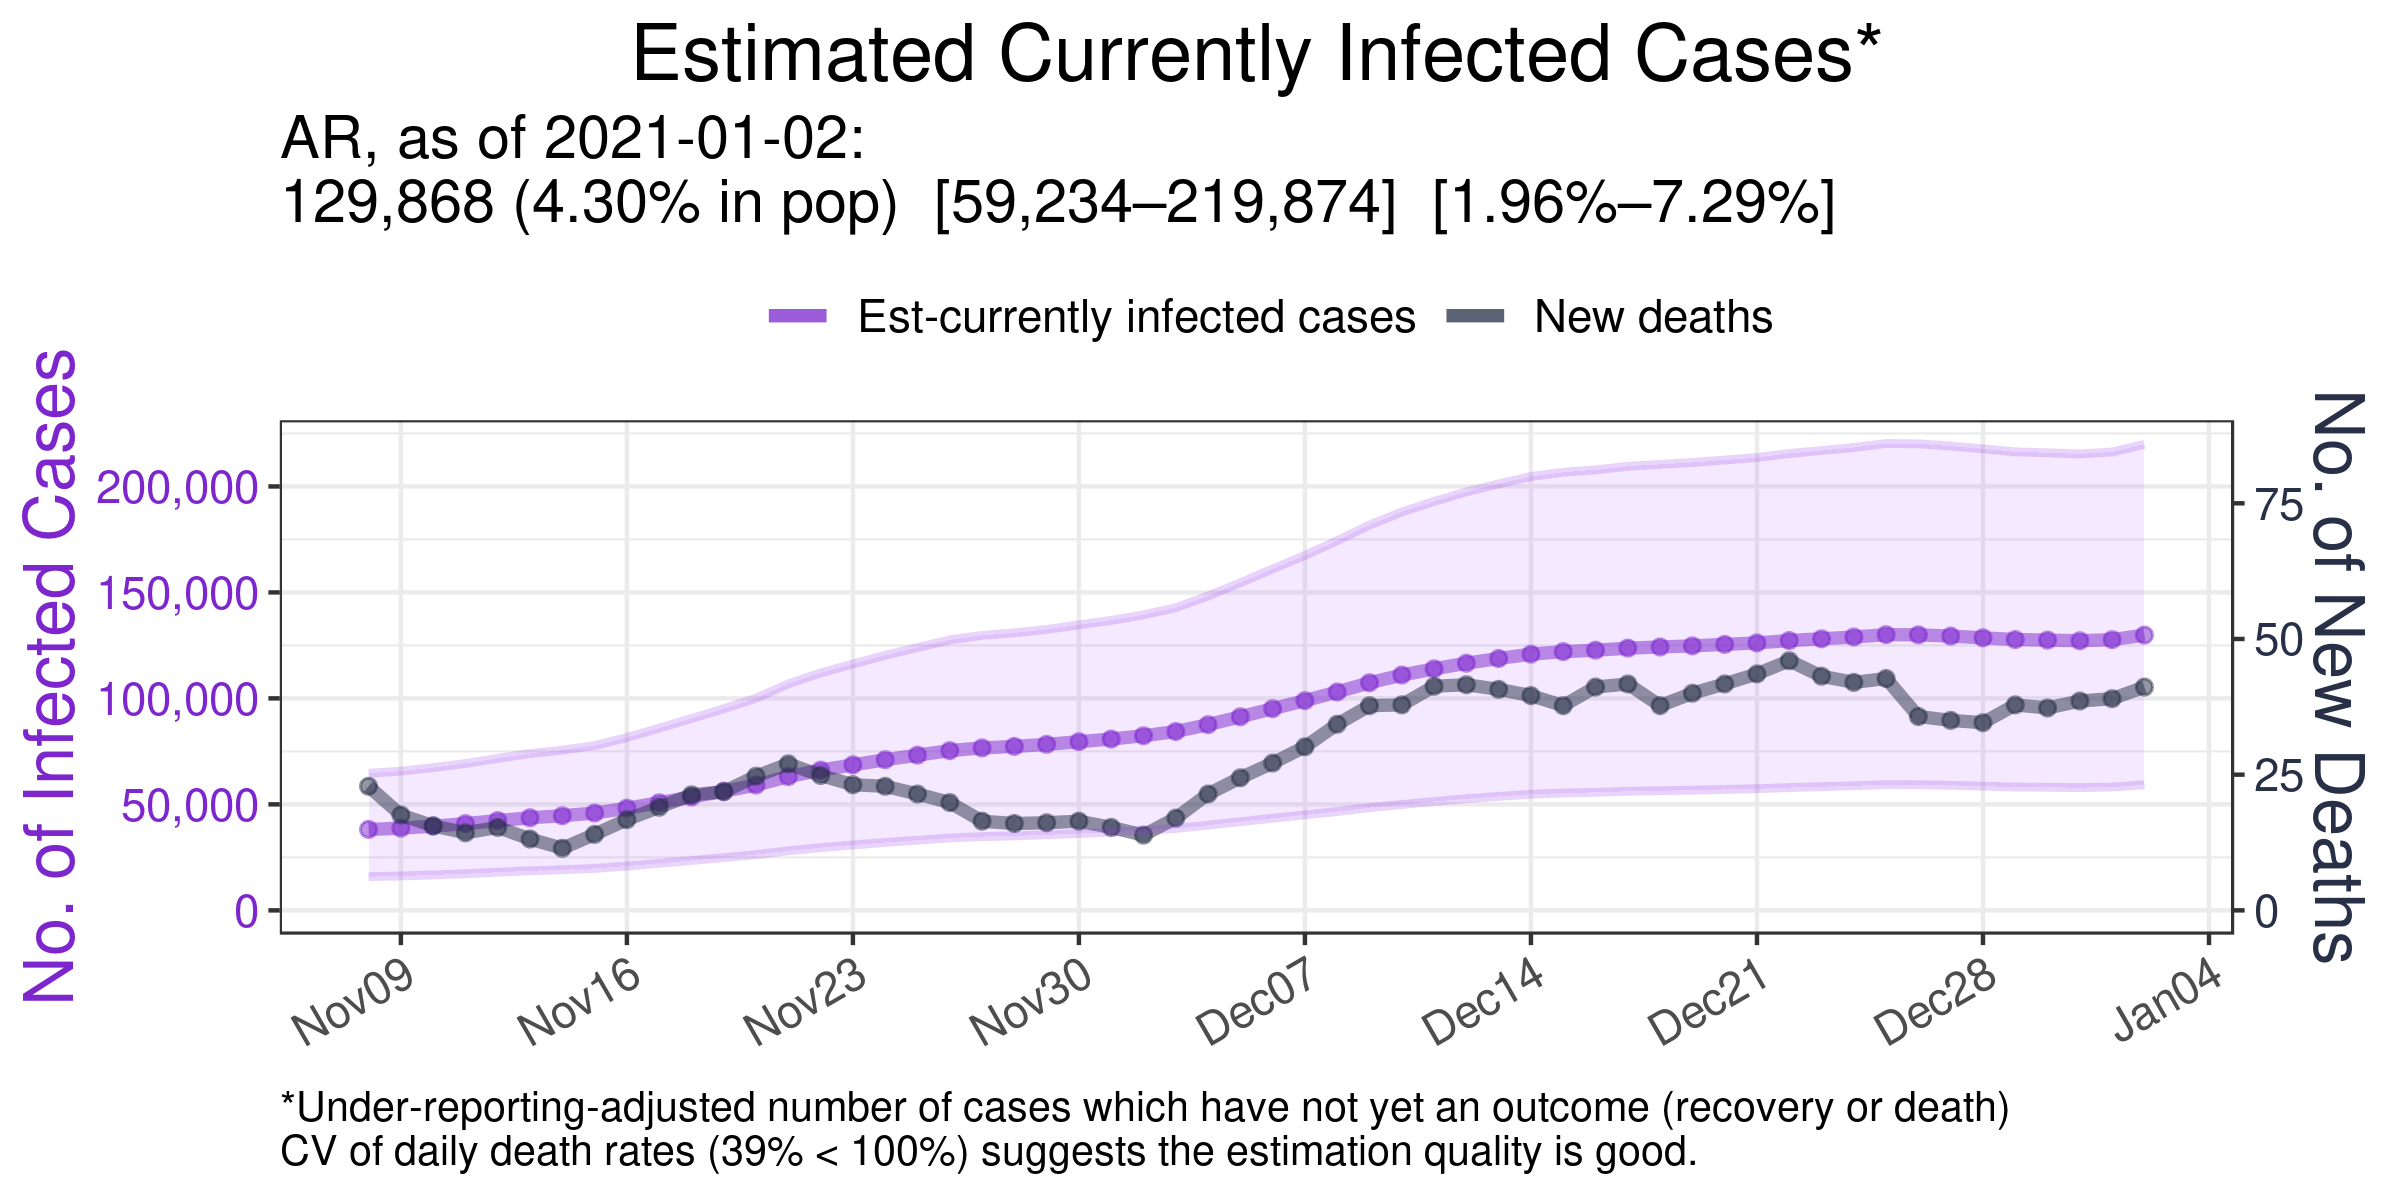 Estimated Currently Infected Cases*
AR, as of 2021-01-02:
129,868 (4.30% in pop)  [59,234–219,874]  [1.96%–7.29%]
Est-currently infected cases
New deaths
No. of Infected Cases
200,000
150,000
100,000
50,000
0
No. of New Deaths
75
50
25
0
Nov09
Nov16
Nov23
Nov30
Dec07
Dec14
Dec21
Dec28
Jan04
*Under-reporting-adjusted number of cases which have not yet an outcome (recovery or death)
CV of daily death rates (39% < 100%) suggests the estimation quality is good.